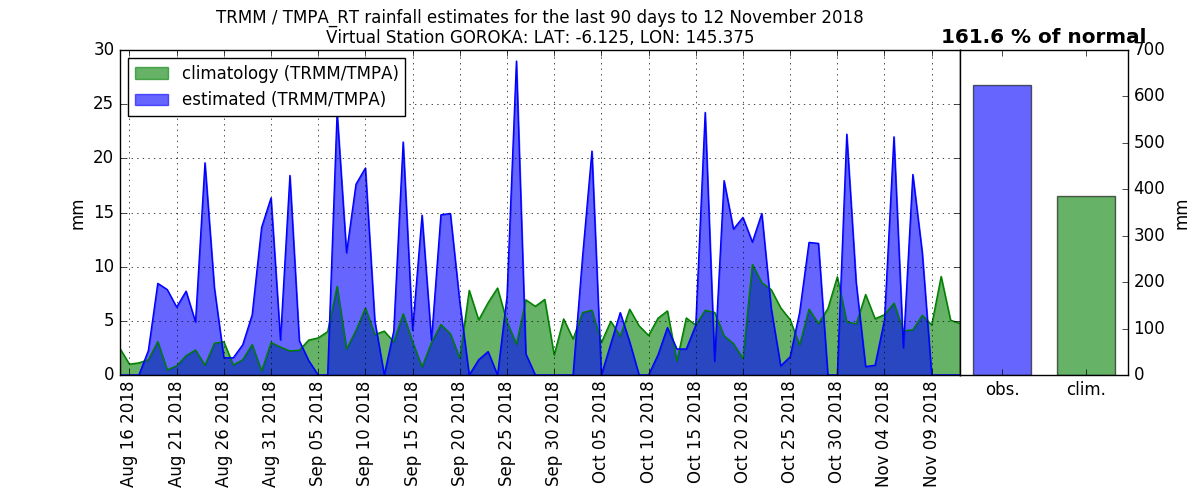 TRMM / TMPA_RT rainfall estimates for the last 90 days to 12 November 2018
Virtual Station GOROKA: LAT: -6.125, LON: 145.375
161.6 % of normal
climatology (TRMM/TMPA)
estimated (TRMM/TMPA)
30
25
20
15
10
5
0
mm
Aug 16 2018
Aug 21 2018
Aug 26 2018
Aug 31 2018
Sep 05 2018
Sep 10 2018
Sep 15 2018
Sep 20 2018
Sep 25 2018
Sep 30 2018
Oct 05 2018
Oct 10 2018
Oct 15 2018
Oct 20 2018
Oct 25 2018
Oct 30 2018
Nov 04 2018
Nov 09 2018
obs.
clim.
700
600
500
400
300
200
100
0
mm